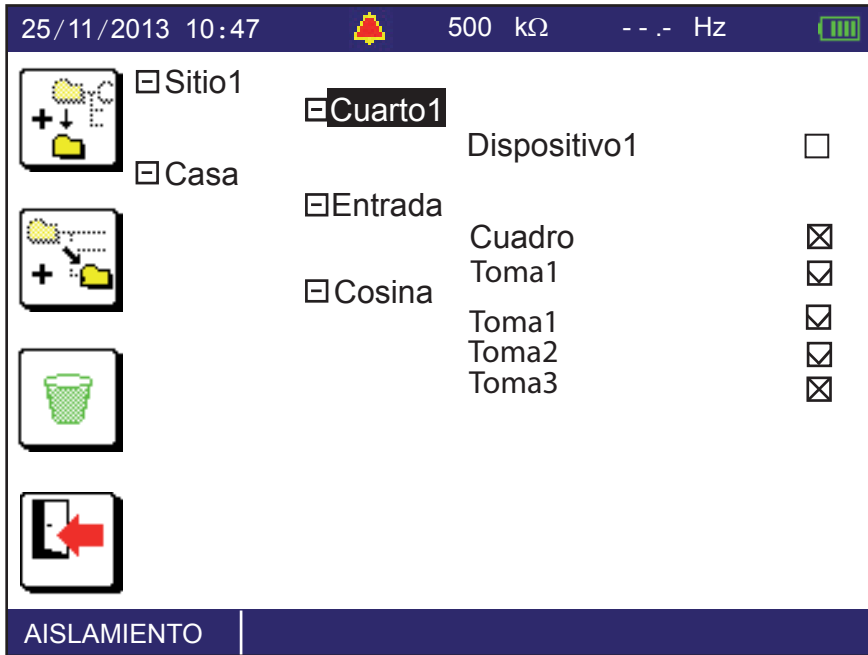 25/11/2013 10:47 500 kΩ - - .- Hz
Sitio1
Cuarto1
Dispositivo1
Casa
Entrada
Cuadro
Toma1
Cosina
Toma1
Toma2
Toma3
AISLAMIENTO